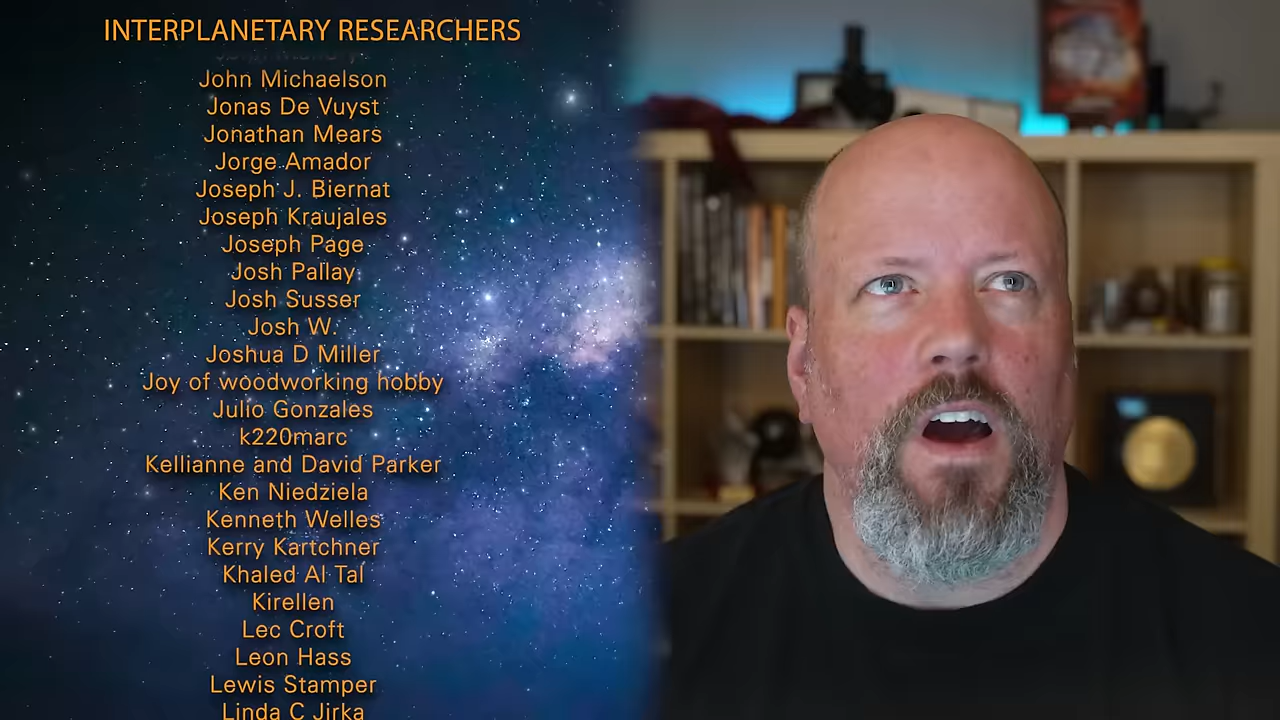 INTERPLANETARY RESEARCHERS
John Michaelson
Jonas De Vuyst
Jonathan Mears
Jorge Amador
Joseph J. Biernat
Joseph Kraujales
Joseph Page
Josh Pallay
Josh Susser
Josh W.
Joshua D Miller
Joy of woodworking hobby
Julio Gonzales
k220marc
Kellianne and David Parker
Ken Niedziela
Kenneth Welles
Kerry Kartchner
Khaled Al Tal
Kirellen
Lec Croft
Leon Hass
Lewis Stamper
Linda C Jirka